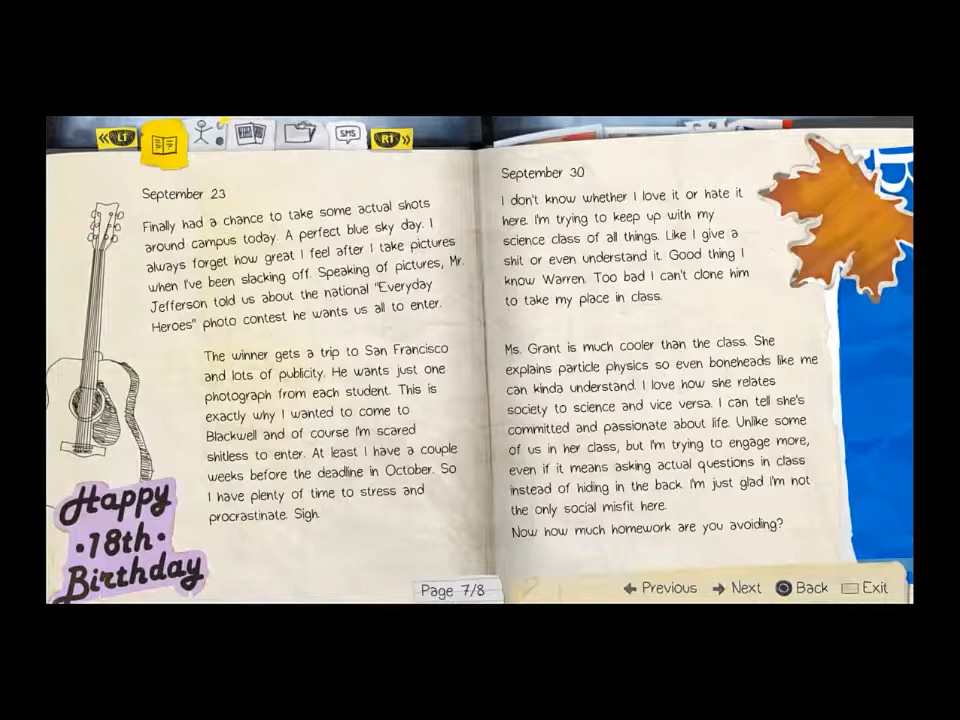 L1
SMS
R1
September 23
Finally had a chance to take some actual shots
around campus today. A perfect blue sky day. I
always forget how great I feel after I take pictures
when I've been slacking off. Speaking of pictures, Mr.
Jefferson told us about the national "Everyday
Heroes" photo contest he wants us all to enter.
The winner gets a trip to San Francisco
and lots of publicity. He wants just one
photograph from each student. This is
exactly why I wanted to come to
Blackwell and of course I'm scared
shitless to enter. At least I have a couple
weeks before the deadline in October. So
I have plenty of time to stress and
procrastinate. Sigh.
Happy
•18th•
Birthday
September 30
I don't know whether I love it or hate it
here. I'm trying to keep up with my
science class of all things. Like I give a
shit or even understand it. Good thing I
know Warren. Too bad I can't clone him
to take my place in class.
Ms. Grant is much cooler than the class. She
explains particle physics so even boneheads like me
can kinda understand. I love how she relates
society to science and vice versa. I can tell she's
committed and passionate about life. Unlike some
of us in her class, but I'm trying to engage more,
even if it means asking actual questions in class
instead of hiding in the back. I'm just glad I'm not
the only social misfit here.
Now how much homework are you avoiding?
Page 7/8
Previous Next Back Exit